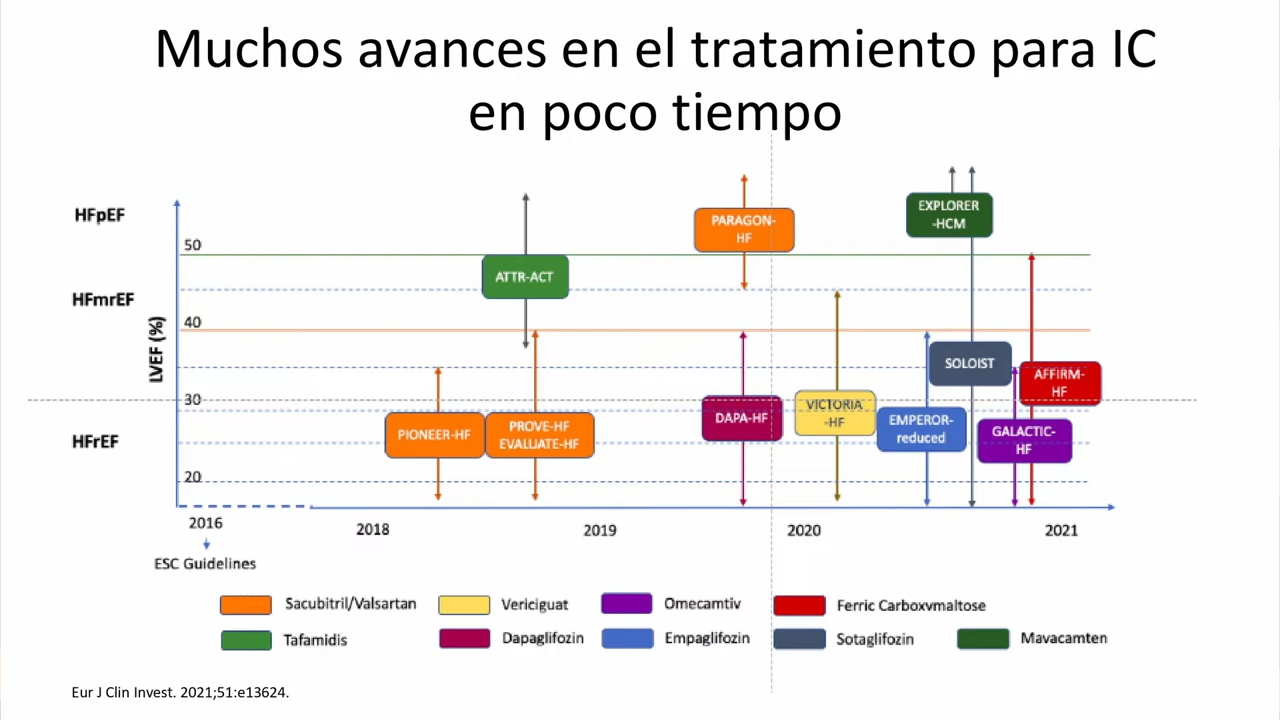 Muchos avances en el tratamiento para IC
en poco tiempo
HFpEF
HFmrEF
HFrEF
LVEF (%)
50
40
30
20
ATTR-ACT
PIONEER-HF
PROVE-HF
EVALUATE-HF
PARAGON-
HF
DAPA-HF
VICTORIA
-HF
EMPEROR-
reduced
EXPLORER
-HCM
SOLOIST
GALACTIC-
HF
AFFIRM-
HF
2016
2018
2019
2020
2021
ESC Guidelines
Sacubitril/Valsartan
Vericiguat
Omecamtiv
Ferric Carboxvmaltose
Tafamidis
Dapaglifozin
Empaglifozin
Sotaglifozin
Mavacamten
Eur J Clin Invest. 2021;51:e13624.